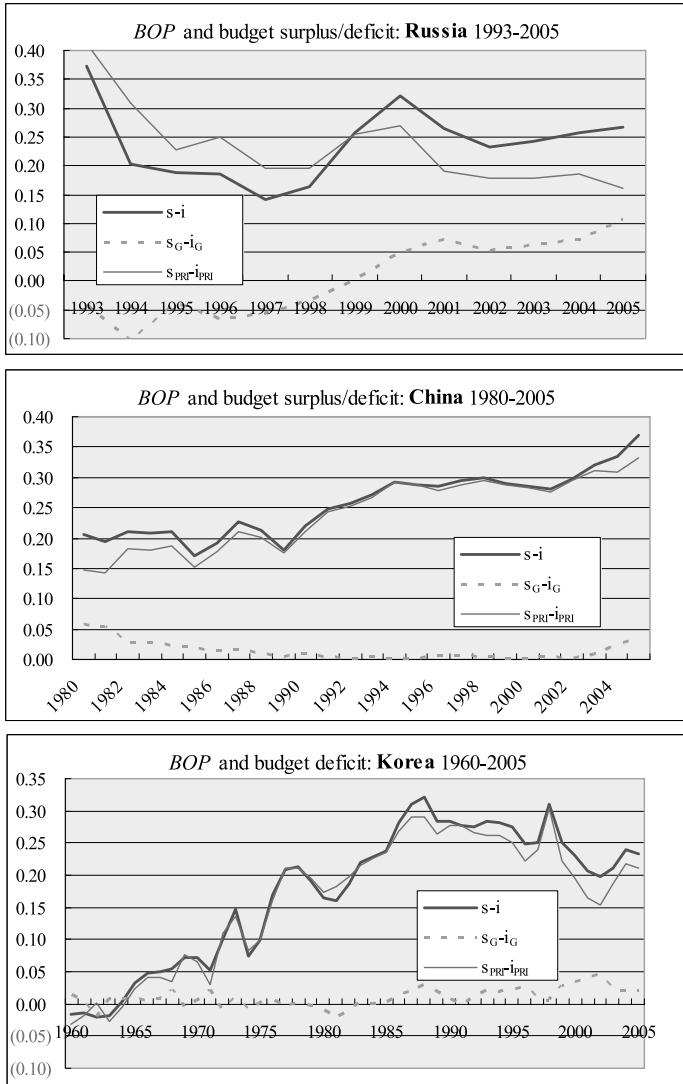 BOP and budget surplus/deficit: Russia 1993-2005
0.40
0.35
0.30
0.25
0.20
0.15
0.10
0.05
0.00
(0.05)
(0.10)
s-i
sG-iG
sPRI-iPRI
1993 1994 1995 1996 1997 1998 1999 2000 2001 2002 2003 2004 2005
BOP and budget surplus/deficit: China 1980-2005
0.40
0.35
0.30
0.25
0.20
0.15
0.10
0.05
0.00
s-i
sG-iG
sPRI-iPRI
1980 1982 1984 1986 1988 1990 1992 1994 1996 1998 2000 2002 2004
BOP and budget deficit: Korea 1960-2005
0.35
0.30
0.25
0.20
0.15
0.10
0.05
0.00
(0.05)
(0.10)
s-i
sG-iG
sPRI-iPRI
1960 1965 1970 1975 1980 1985 1990 1995 2000 2005